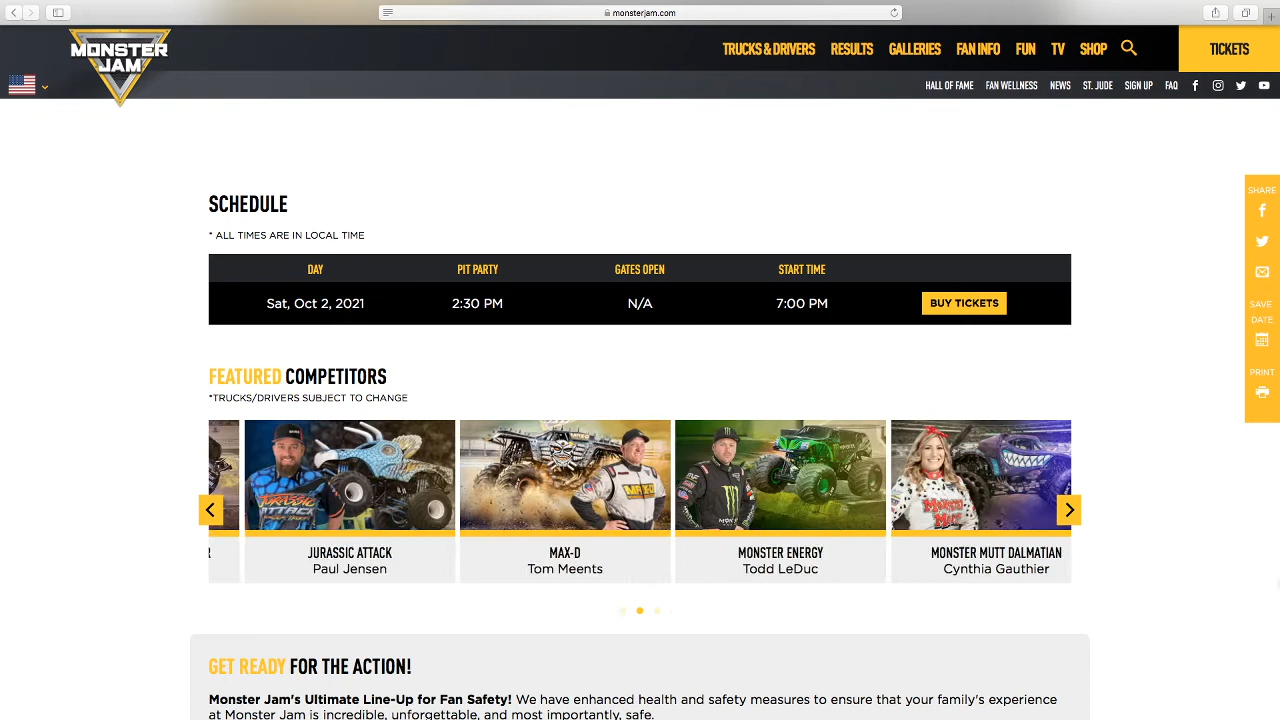 monsterjam.com
MONSTER
JAM
TRUCKS & DRIVERS RESULTS GALLERIES FAN INFO FUN TV SHOP TICKETS
HALL OF FAME FAN WELLNESS NEWS ST. JUDE SIGN UP FAQ
SCHEDULE
* ALL TIMES ARE IN LOCAL TIME
DAY PIT PARTY GATES OPEN START TIME
Sat, Oct 2, 2021 2:30 PM N/A 7:00 PM BUY TICKETS
SHARE
SAVE
DATE
PRINT
FEATURED COMPETITORS
*TRUCKS/DRIVERS SUBJECT TO CHANGE
JURASSIC ATTACK
Paul Jensen
MAX-D
Tom Meents
MONSTER ENERGY
Todd LeDuc
MONSTER MUTT DALMATIAN
Cynthia Gauthier
GET READY FOR THE ACTION!
Monster Jam's Ultimate Line-Up for Fan Safety! We have enhanced health and safety measures to ensure that your family's experience
at Monster Jam is incredible, unforgettable, and most importantly, safe.